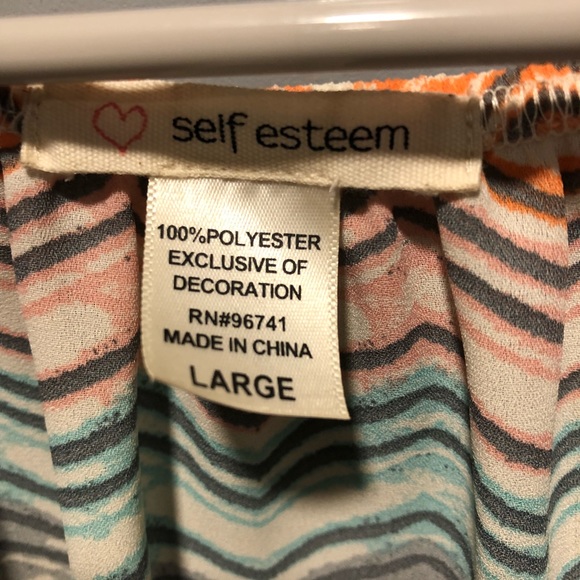 self esteem
100%POLYESTER
EXCLUSIVE OF
DECORATION
RN#96741
MADE IN CHINA
LARGE